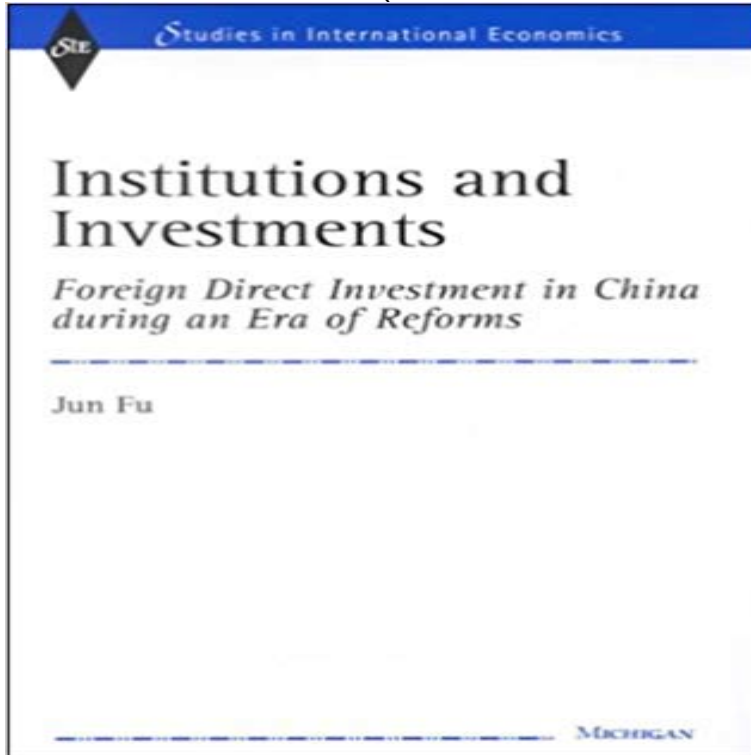 SIE
Studies in International Economics
Institutions and
Investments
Foreign Direct Investment in China
during an Era of Reforms
Jun Fu
MICHIGAN